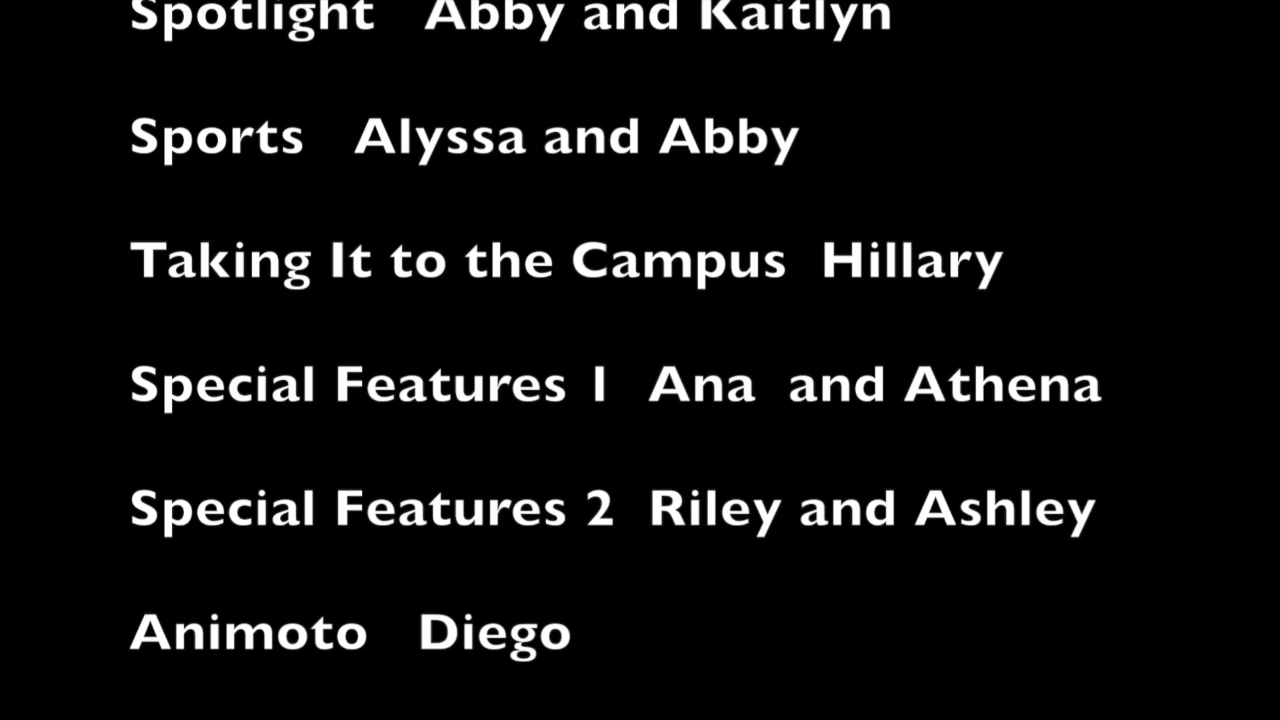 Spotlight Abby and Kaitlyn
Sports Alyssa and Abby
Taking It to the Campus Hillary
Special Features 1 Ana and Athena
Special Features 2 Riley and Ashley
Animoto Diego